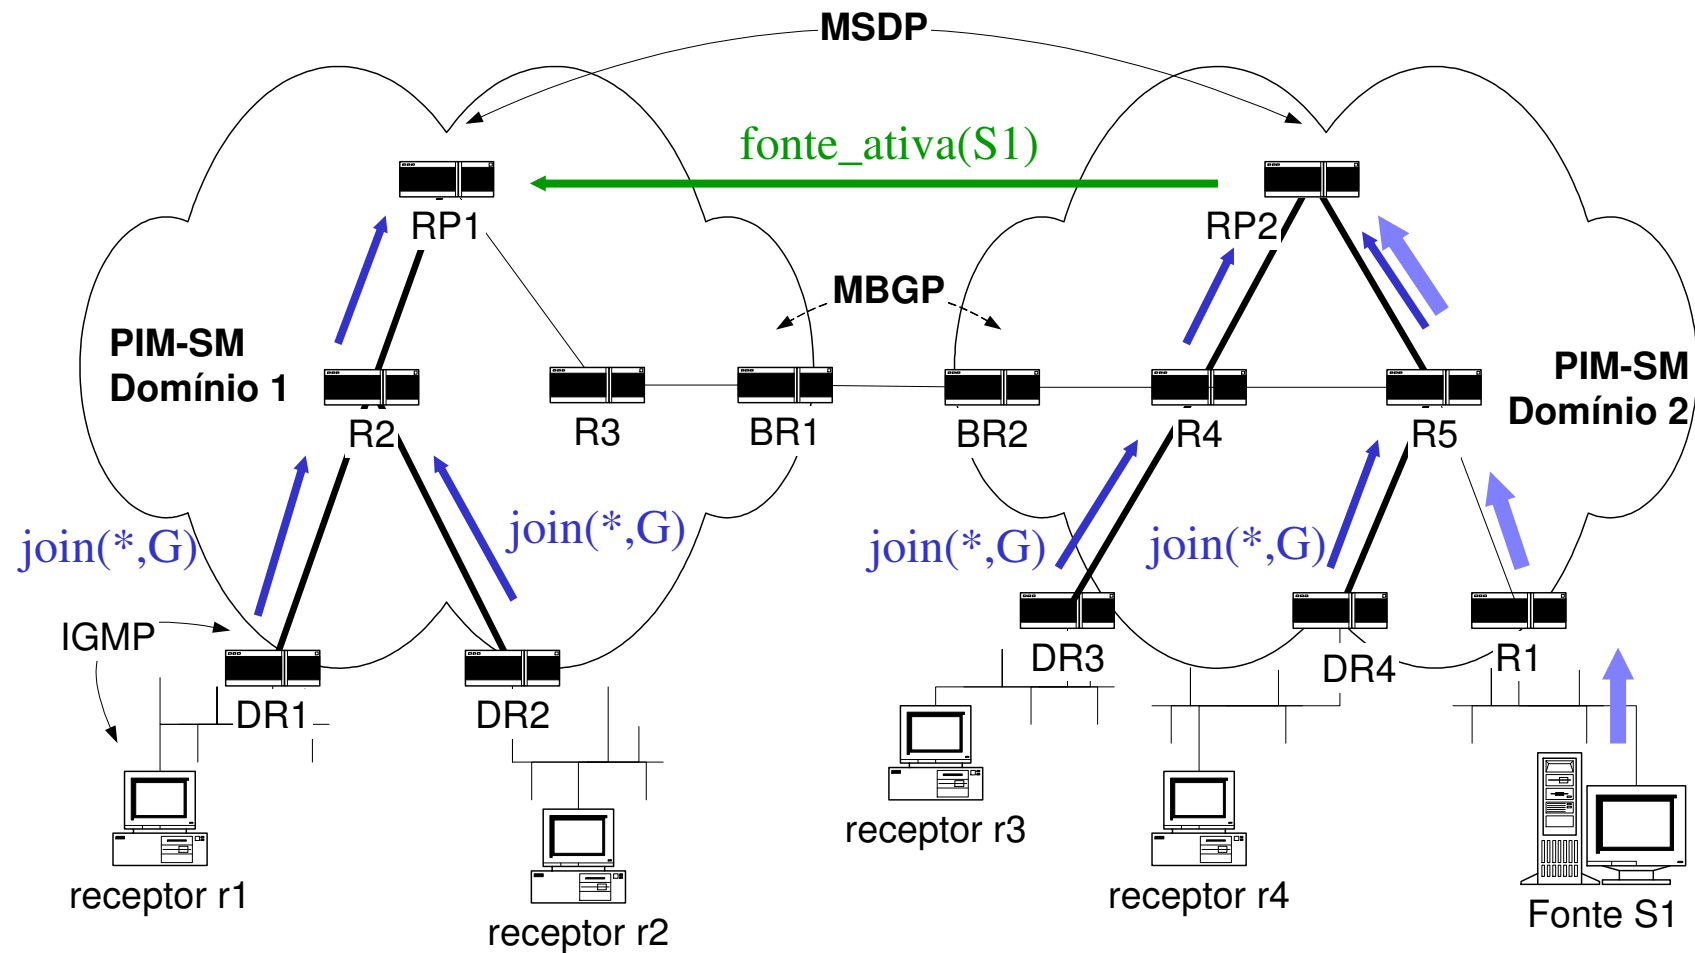 MSDP
fonte_ativa(S1)
RP1
RP2
MBGP
PIM-SM
Domínio 1
PIM-SM
Domínio 2
R2
R3
BR1
BR2
R4
R5
join(*,G)
join(*,G)
join(*,G)
join(*,G)
IGMP
DR1
DR2
DR3
DR4
R1
receptor r1
receptor r2
receptor r3
receptor r4
Fonte S1